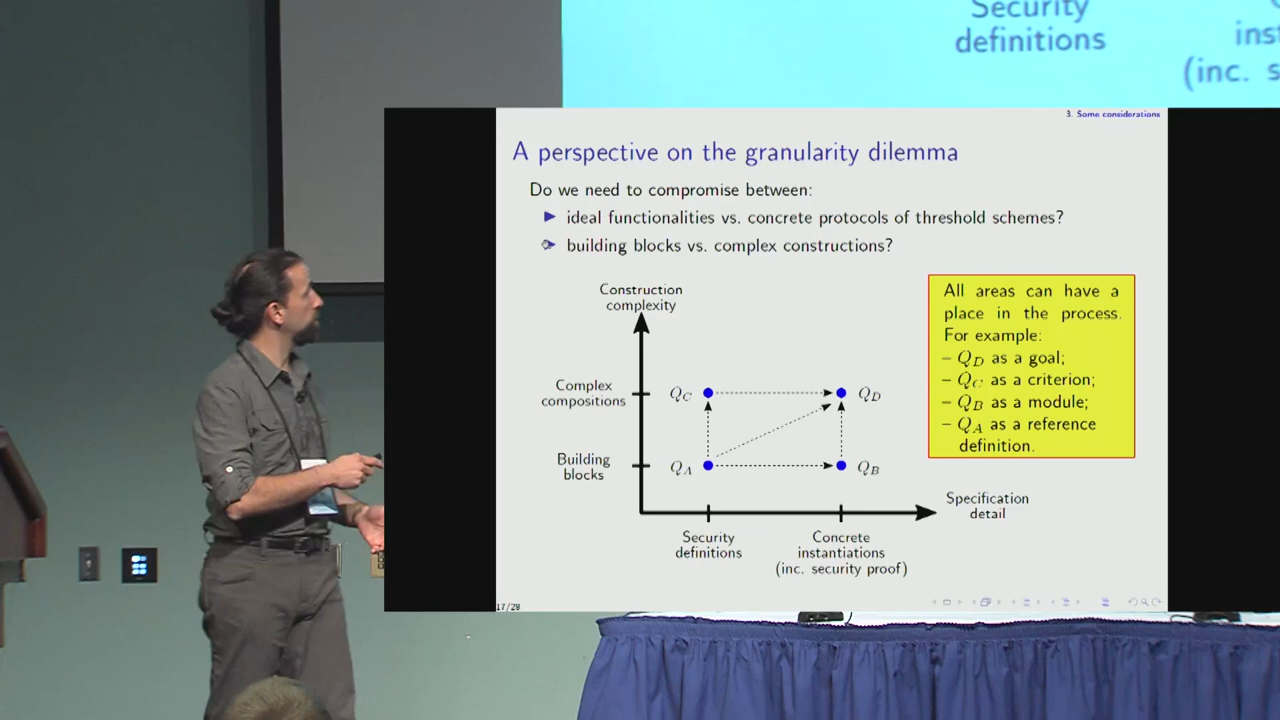 Security
definitions
ins
(inc. s
3. Some considerations
A perspective on the granularity dilemma
Do we need to compromise between:
ideal functionalities vs. concrete protocols of threshold schemes?
building blocks vs. complex constructions?
Construction
complexity
Complex
compositions
Building
blocks
Q_C
Q_D
Q_A
Q_B
Specification
detail
Security
definitions
Concrete
instantiations
(inc. security proof)
All areas can have a
place in the process.
For example:
– Q_D as a goal;
– Q_C as a criterion;
– Q_B as a module;
– Q_A as a reference
definition.
17/28